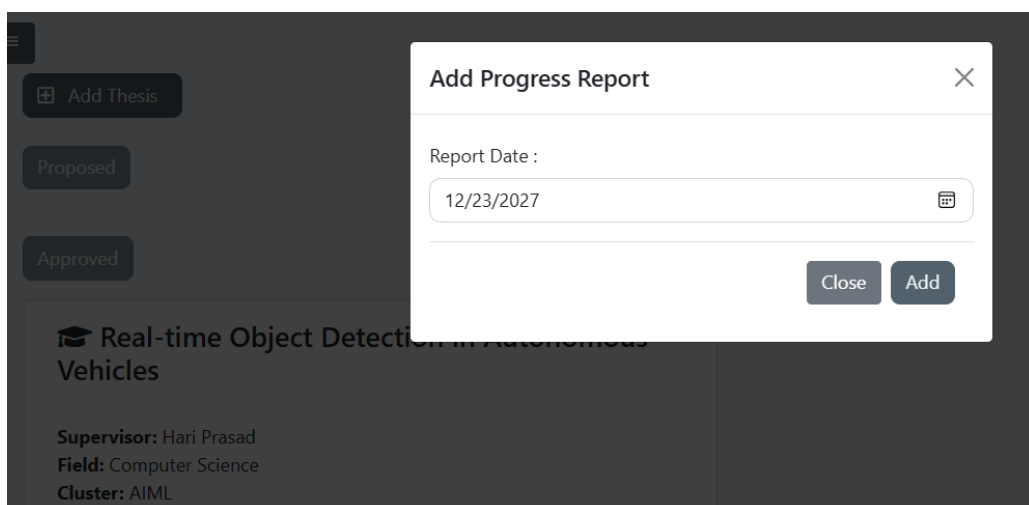 Add Thesis
Proposed
Approved
Real-time Object Detection in Autonomous
Vehicles
Supervisor: Hari Prasad
Field: Computer Science
Cluster: AIML
Add Progress Report
Report Date :
12/23/2027
Close
Add